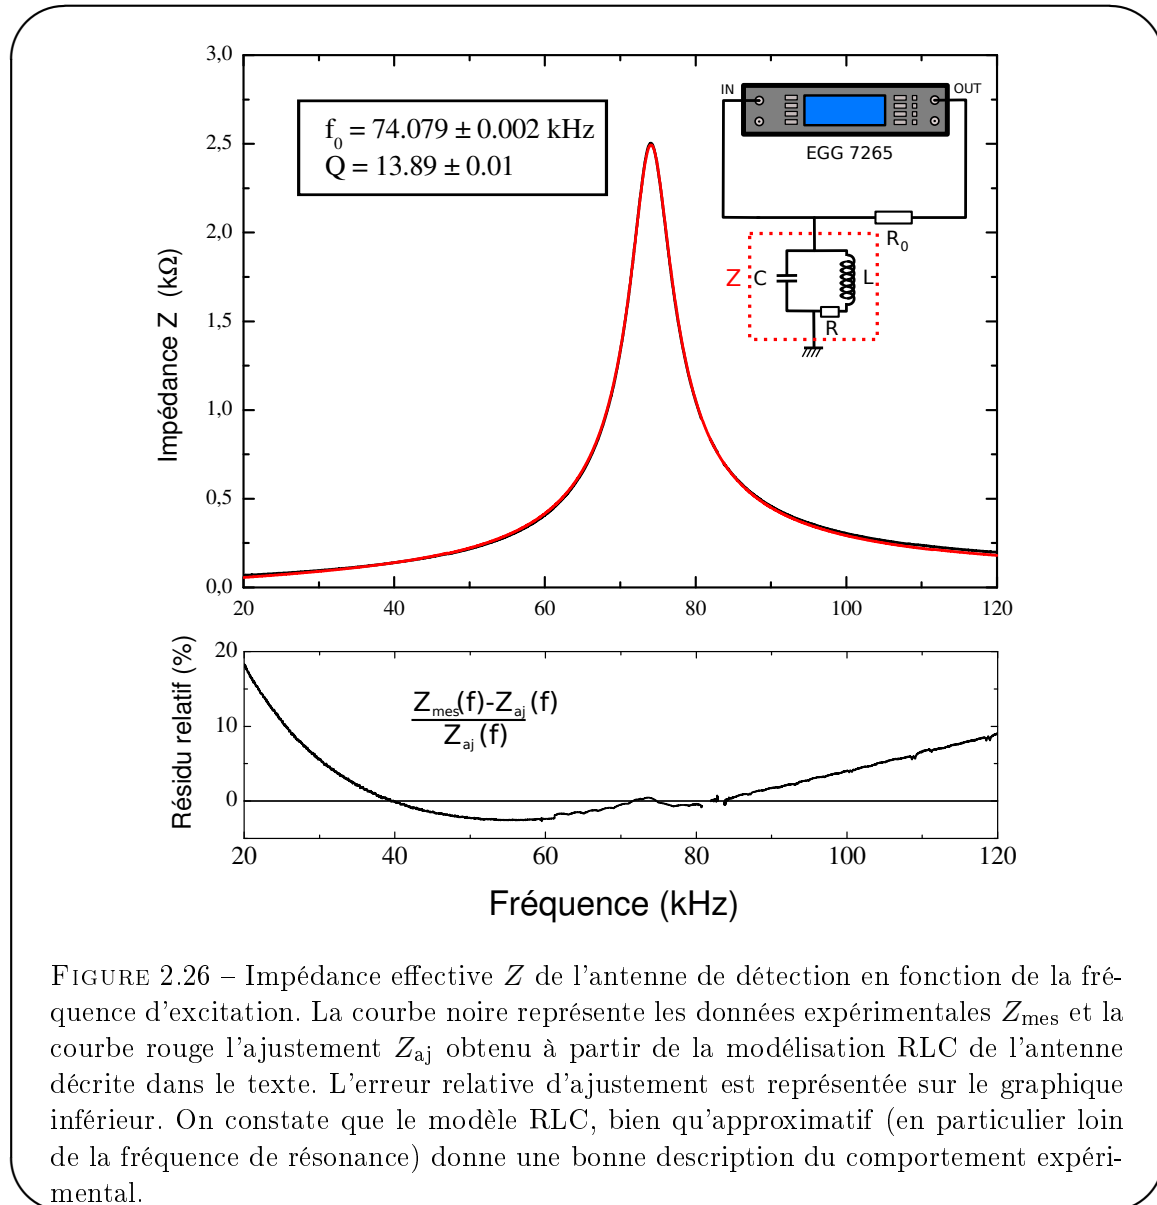 3,0
2,5
2,0
1,5
1,0
0,5
0,0
Impédance Z (kΩ)
f0 = 74.079 ± 0.002 kHz
Q = 13.89 ± 0.01
IN
OUT
EGG 7265
R0
Z
C
L
R
20
40
60
80
100
120
20
10
0
Résidu relatif (%)
Zmes(f)-Zaj(f)
Zaj(f)
20
40
60
80
100
120
Fréquence (kHz)
FIGURE 2.26 – Impédance effective Z de l'antenne de détection en fonction de la fré-
quence d'excitation. La courbe noire représente les données expérimentales Zmes et la
courbe rouge l'ajustement Zaj obtenu à partir de la modélisation RLC de l'antenne
décrite dans le texte. L'erreur relative d'ajustement est représentée sur le graphique
inférieur. On constate que le modèle RLC, bien qu'approximatif (en particulier loin
de la fréquence de résonance) donne une bonne description du comportement expéri-
mental.